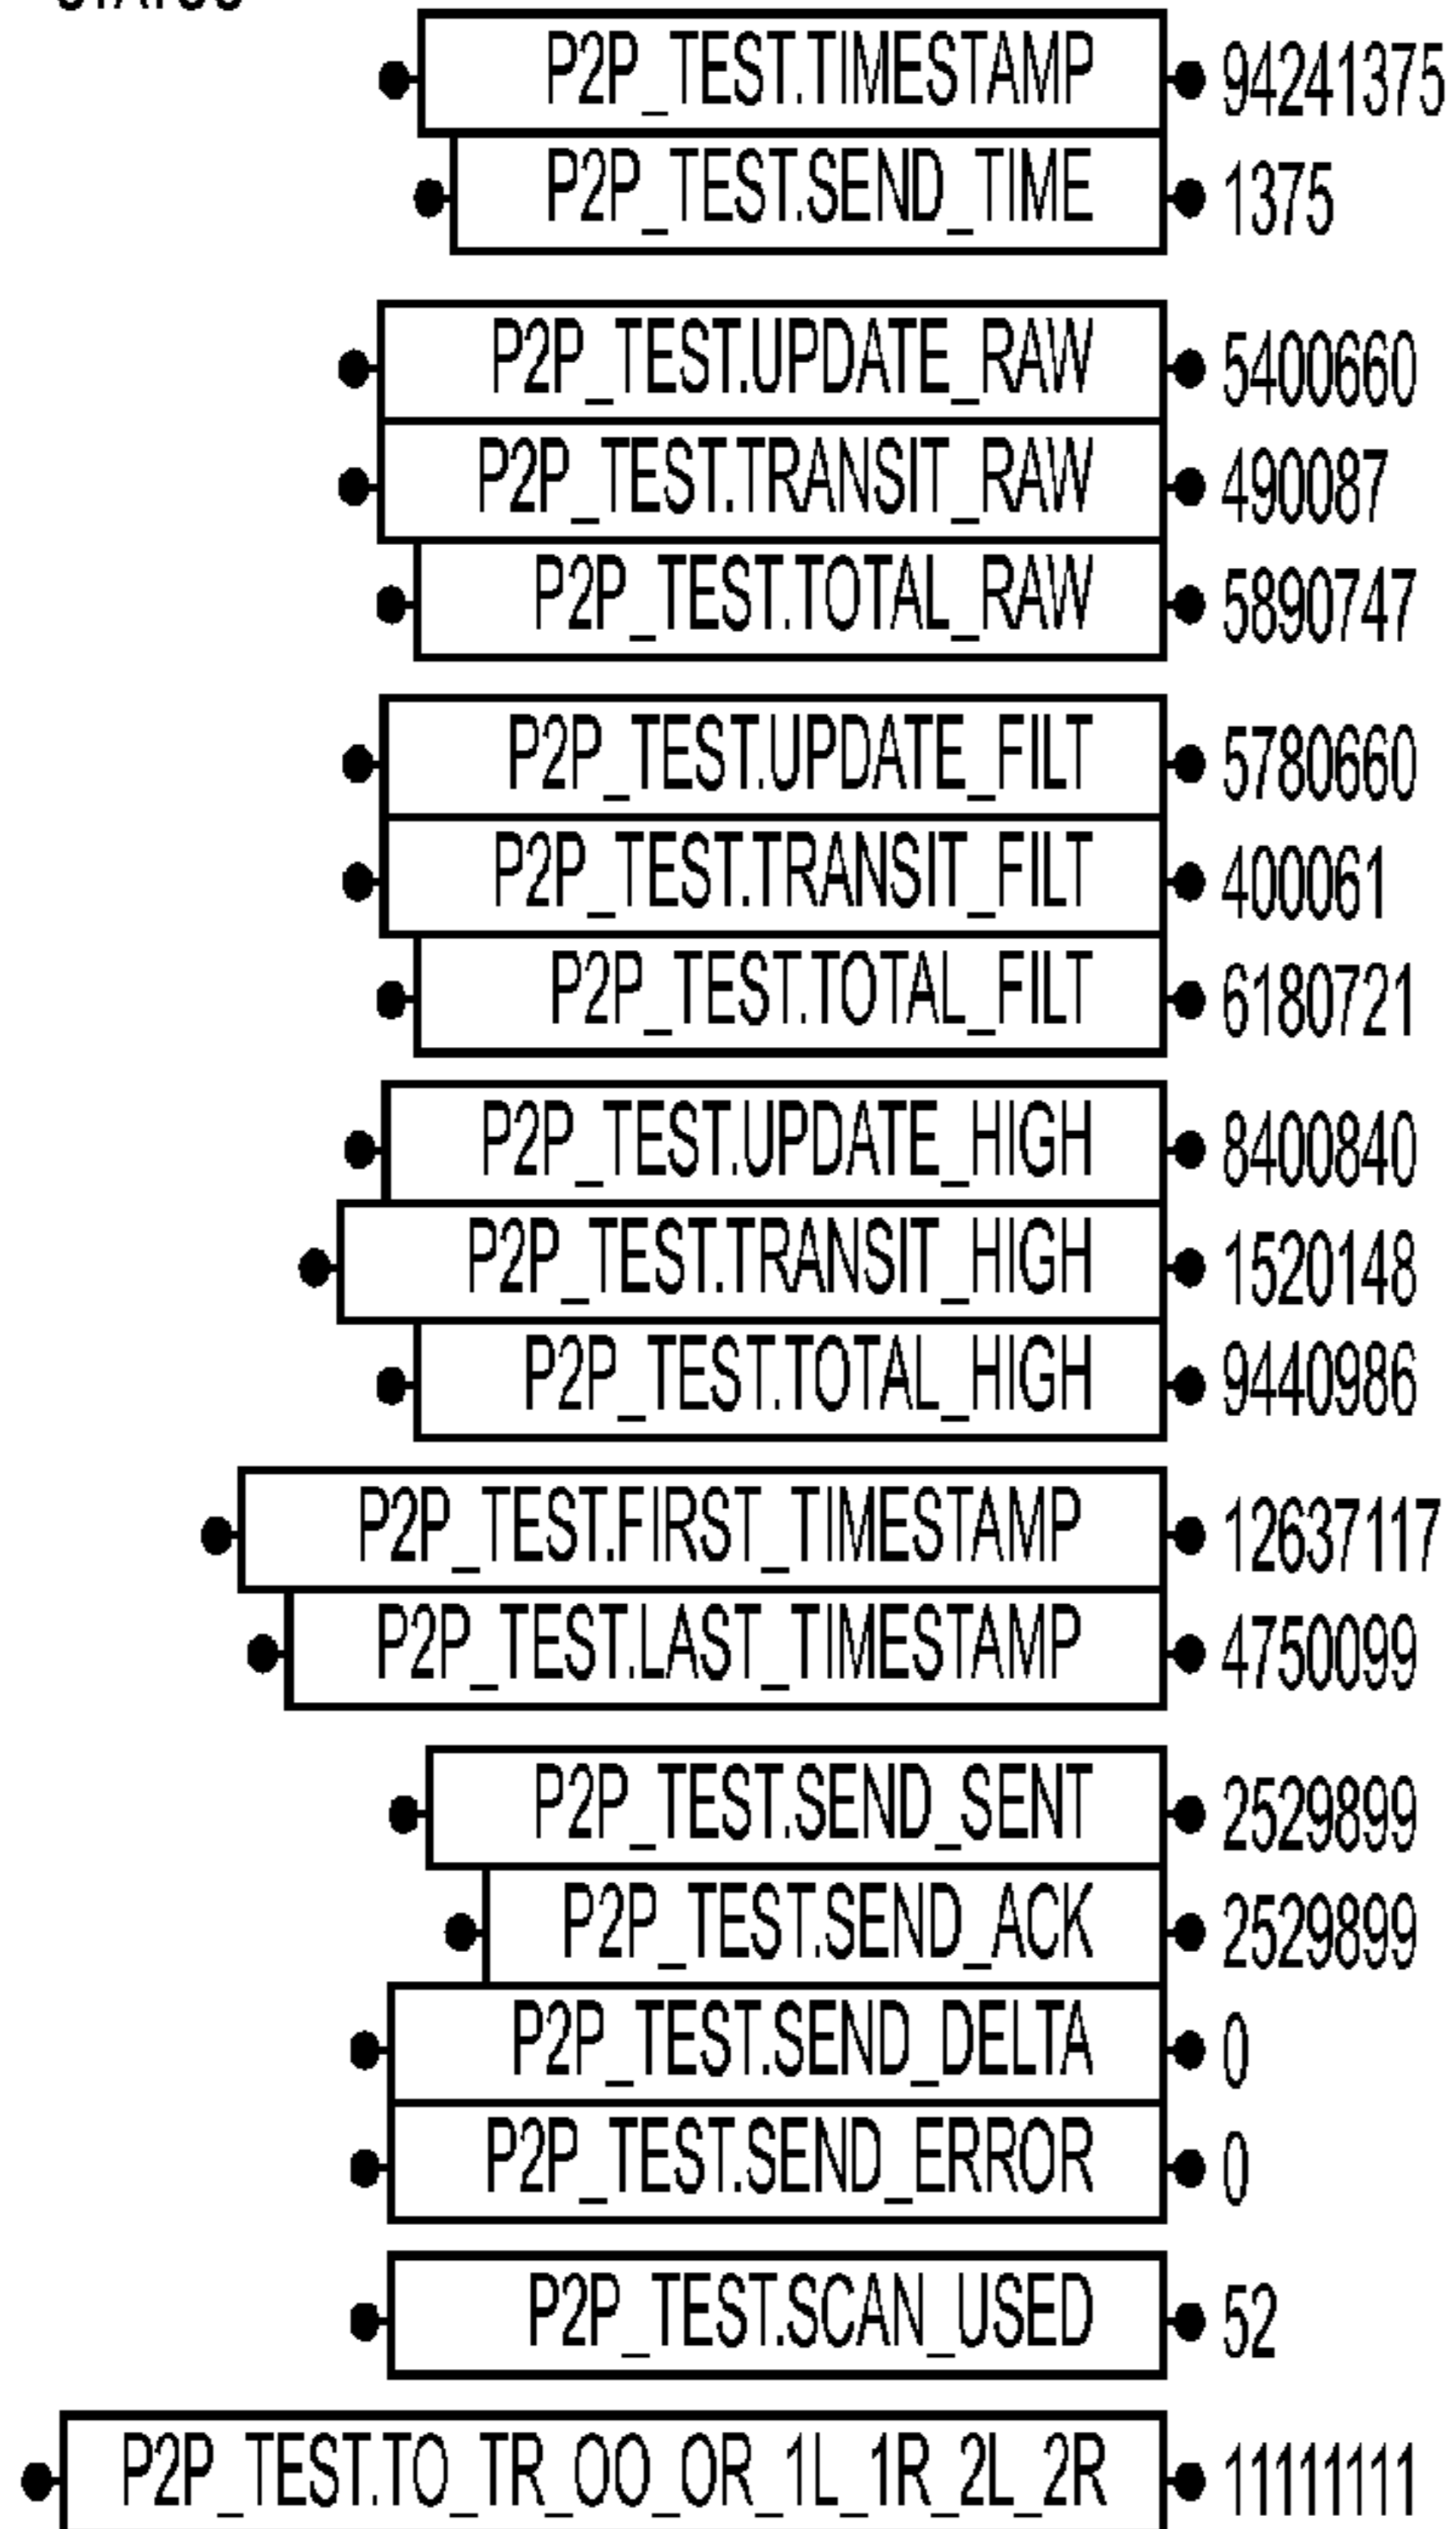 STATUS
P2P_TEST.TIMESTAMP 94241375
P2P_TEST.SEND_TIME 1375
P2P_TEST.UPDATE_RAW 5400660
P2P_TEST.TRANSIT_RAW 490087
P2P_TEST.TOTAL_RAW 5890747
P2P_TEST.UPDATE_FILT 5780660
P2P_TEST.TRANSIT_FILT 400061
P2P_TEST.TOTAL_FILT 6180721
P2P_TEST.UPDATE_HIGH 8400840
P2P_TEST.TRANSIT_HIGH 1520148
P2P_TEST.TOTAL_HIGH 9440986
P2P_TEST.FIRST_TIMESTAMP 12637117
P2P_TEST.LAST_TIMESTAMP 4750099
P2P_TEST.SEND_SENT 2529899
P2P_TEST.SEND_ACK 2529899
P2P_TEST.SEND_DELTA 0
P2P_TEST.SEND_ERROR 0
P2P_TEST.SCAN_USED 52
P2P_TEST.TO_TR_OO_OR_1L_1R_2L_2R 11111111